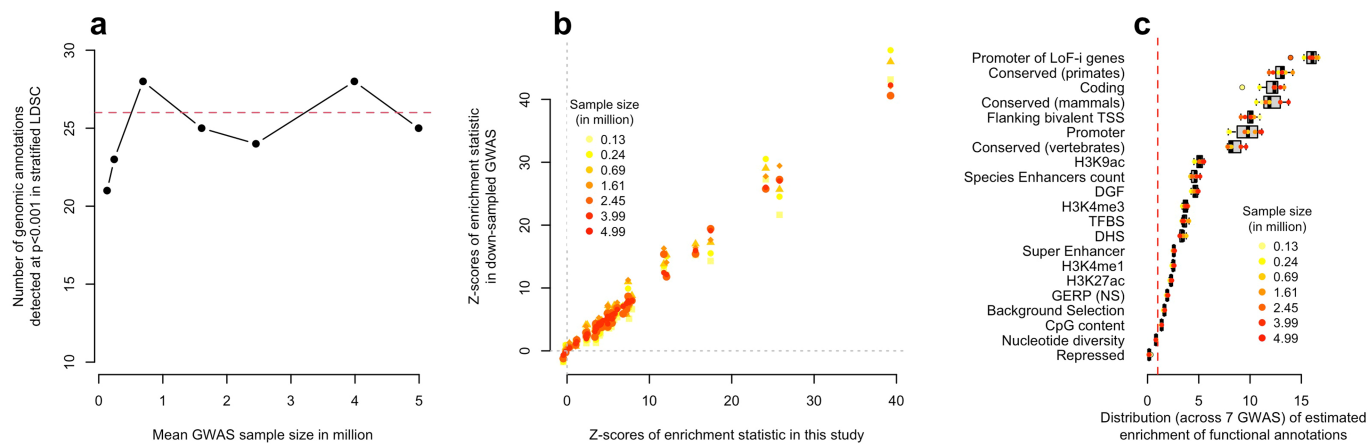 a
30
25
20
15
10
Number of genomic annotations
detected at p<0.001 in stratified LDSC
0
1
2
3
4
5
Mean GWAS sample size in million
b
40
30
20
10
0
Z-scores of enrichment statistic
in down-sampled GWAS
Sample size
(in million)
0.13
0.24
0.69
1.61
2.45
3.99
4.99
0
10
20
30
40
Z-scores of enrichment statistic in this study
c
Promoter of LoF-i genes
Conserved (primates)
Coding
Conserved (mammals)
Flanking bivalent TSS
Promoter
Conserved (vertebrates)
H3K9ac
Species Enhancers count
DGF
H3K4me3
TFBS
DHS
Super Enhancer
H3K4me1
H3K27ac
GERP (NS)
Background Selection
CpG content
Nucleotide diversity
Repressed
Sample size
(in million)
0.13
0.24
0.69
1.61
2.45
3.99
4.99
0
5
10
15
Distribution (across 7 GWAS) of estimated
enrichment of functional annotations